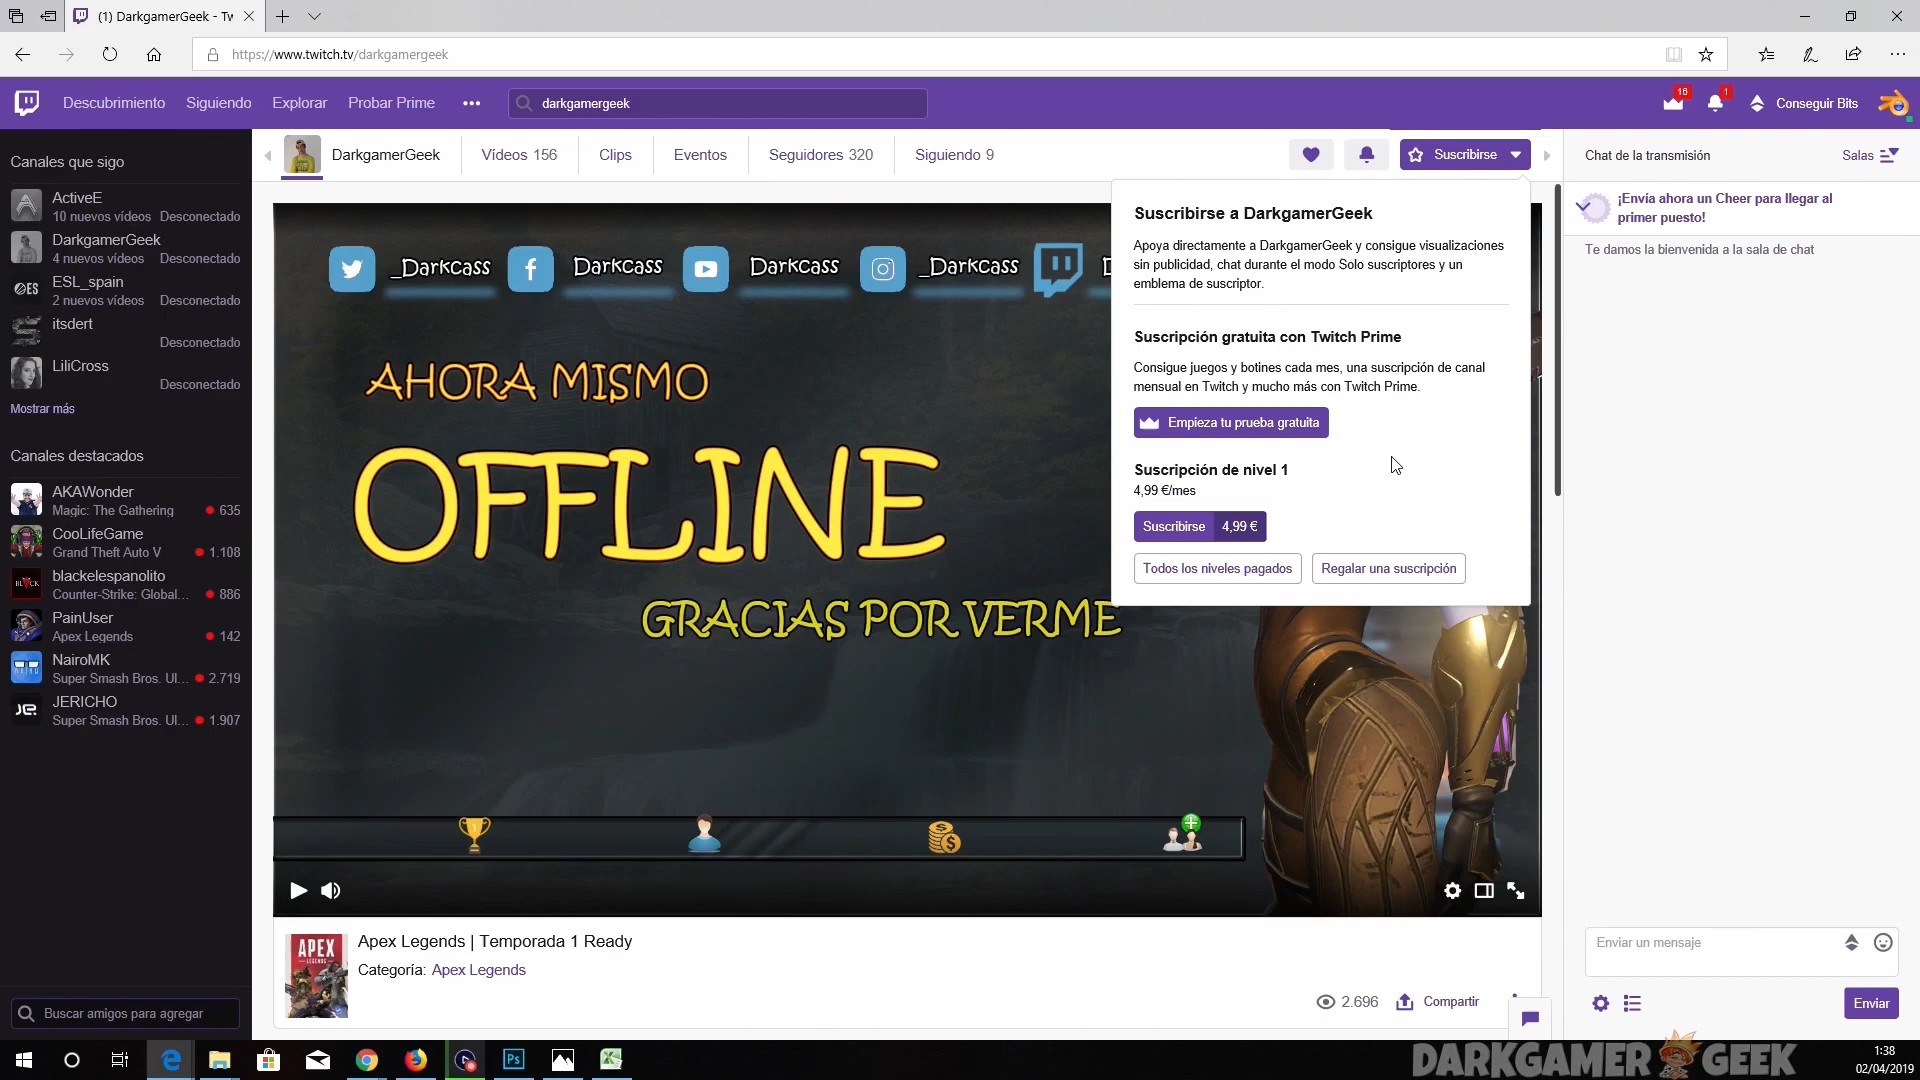 (1) DarkgamerGeek - Tw
https://www.twitch.tv/darkgamergeek
Descubrimiento
Siguiendo
Explorar
Probar Prime
darkgamergeek
16
1
Conseguir Bits
Canales que sigo
ActiveE
10 nuevos vídeos Desconectado
DarkgamerGeek
4 nuevos vídeos Desconectado
ESL_spain
2 nuevos vídeos Desconectado
itsdert
Desconectado
LiliCross
Desconectado
Mostrar más
Canales destacados
AKAWonder
Magic: The Gathering 635
CooLifeGame
Grand Theft Auto V 1.108
blackelespanolito
Counter-Strike: Global... 886
PainUser
Apex Legends 142
NairoMK
Super Smash Bros. Ul... 2.719
JERICHO
Super Smash Bros. Ul... 1.907
Buscar amigos para agregar
DarkgamerGeek
Vídeos 156
Clips
Eventos
Seguidores 320
Siguiendo 9
Suscribirse
_Darkcass
Darkcass
Darkcass
_Darkcass
AHORA MISMO
OFFLINE
GRACIAS POR VERME
Suscribirse a DarkgamerGeek
Apoya directamente a DarkgamerGeek y consigue visualizaciones
sin publicidad, chat durante el modo Solo suscriptores y un
emblema de suscriptor.
Suscripción gratuita con Twitch Prime
Consigue juegos y botines cada mes, una suscripción de canal
mensual en Twitch y mucho más con Twitch Prime.
Empieza tu prueba gratuita
Suscripción de nivel 1
4,99 €/mes
Suscribirse 4,99 €
Todos los niveles pagados
Regalar una suscripción
APEX
LEGENDS
Apex Legends | Temporada 1 Ready
Categoría: Apex Legends
2.696
Compartir
Chat de la transmisión
Salas
¡Envía ahora un Cheer para llegar al
primer puesto!
Te damos la bienvenida a la sala de chat
Enviar un mensaje
Enviar
DARKGAMER GEEK
Ps
1:38
02/04/2019